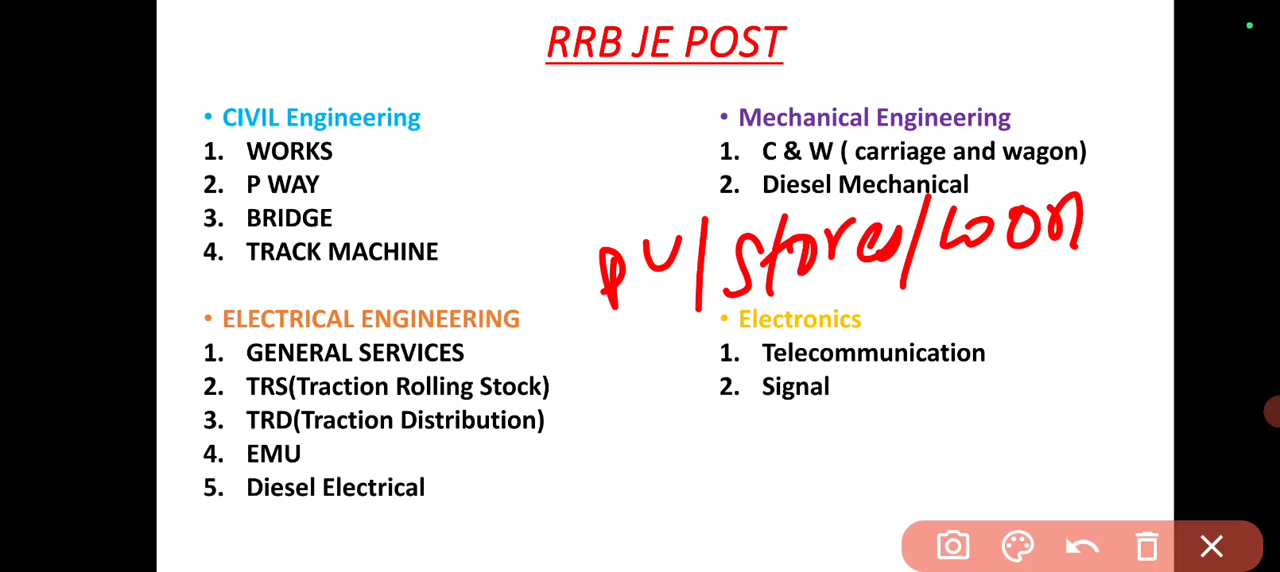 RRB JE POST
• CIVIL Engineering
1. WORKS
2. P WAY
3. BRIDGE
4. TRACK MACHINE
• Mechanical Engineering
1. C & W ( carriage and wagon)
2. Diesel Mechanical
PU/Stores/
• ELECTRICAL ENGINEERING
1. GENERAL SERVICES
2. TRS(Traction Rolling Stock)
3. TRD(Traction Distribution)
4. EMU
5. Diesel Electrical
• Electronics
1. Telecommunication
2. Signal